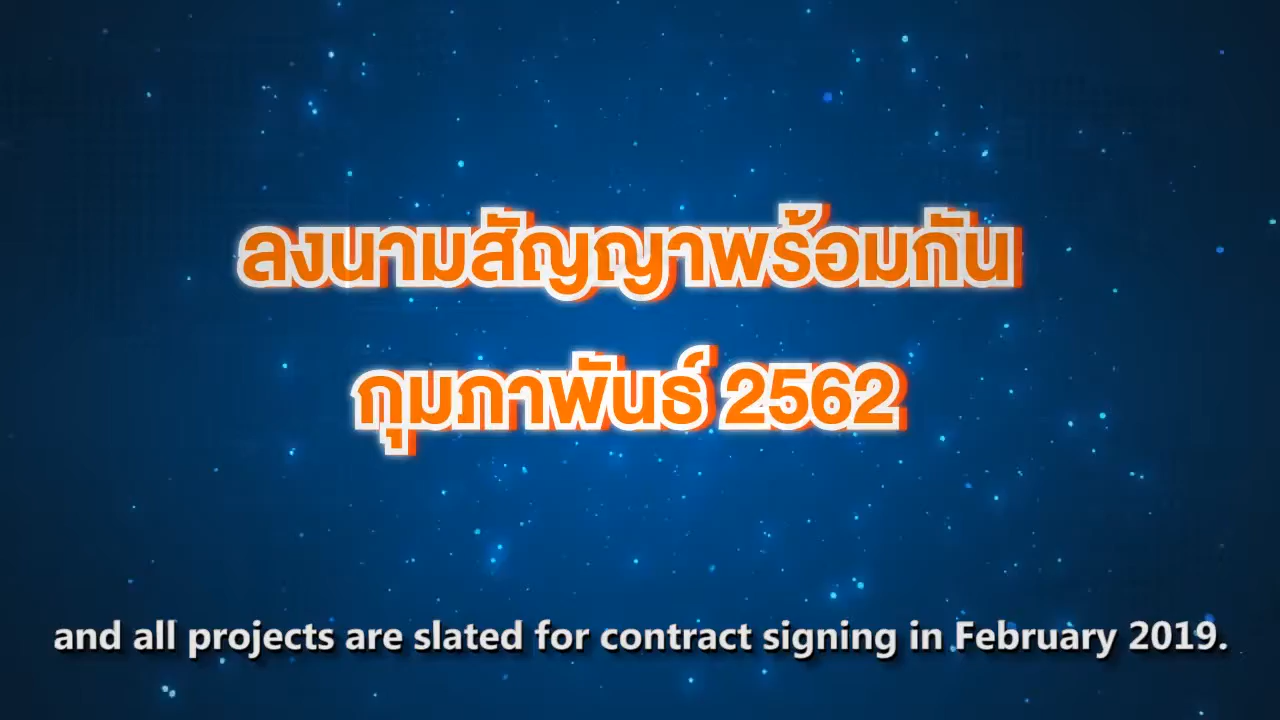 ลงนามสัญญาพร้อมกัน
กุมภาพันธ์ 2562
and all projects are slated for contract signing in February 2019.